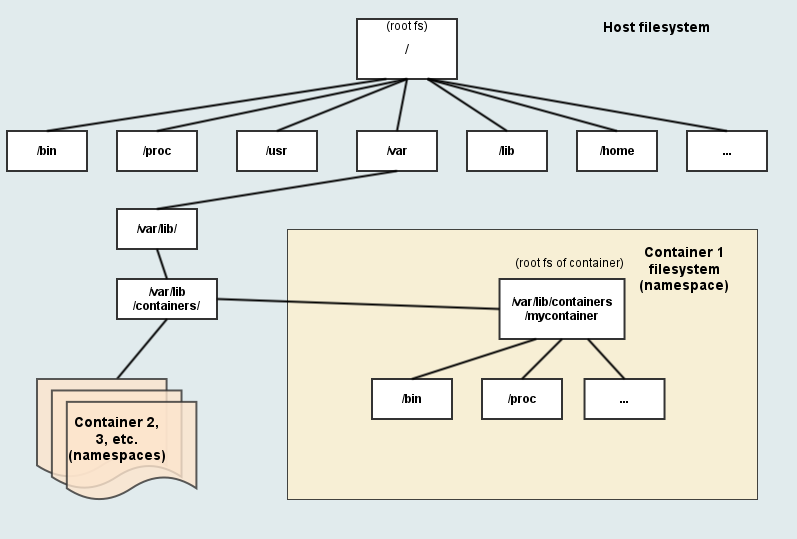 (root fs)
/
Host filesystem
/bin
/proc
/usr
/var
/lib
/home
...
/var/lib/
/var/lib
/containers/
(root fs of container)
Container 1
filesystem
(namespace)
/var/lib/containers
/mycontainer
/bin
/proc
...
Container 2,
3, etc.
(namespaces)